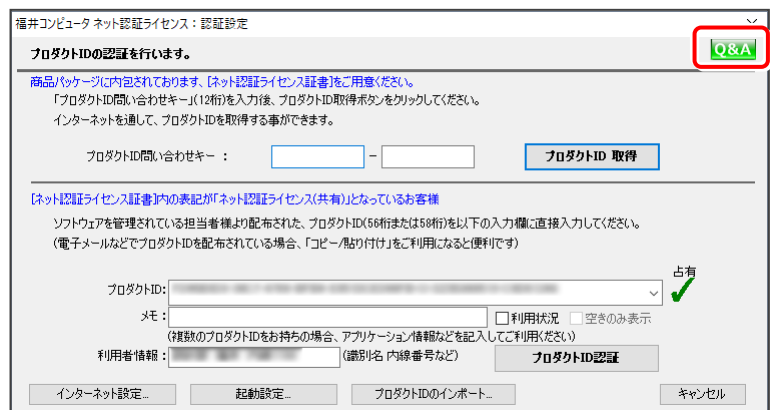 福井コンピュータ ネット認証ライセンス：認証設定
プロダクトIDの認証を行います。
Q&A
商品パッケージに内包されております、[ネット認証ライセンス証書]をご用意ください。
「プロダクトID問い合わせキー」(12桁)を入力後、プロダクトID取得ボタンをクリックしてください。
インターネットを通して、プロダクトIDを取得する事ができます。
プロダクトID問い合わせキー ：
－
プロダクトID 取得
[ネット認証ライセンス証書]内の表記が「ネット認証ライセンス(共有)」となっているお客様
ソフトウェアを管理されている担当者様より配布された、プロダクトID(56桁または58桁)を以下の入力欄に直接入力してください。
(電子メールなどでプロダクトIDを配布されている場合、「コピー/貼り付け」をご利用になると便利です)
占有
プロダクトID:
メモ：
利用状況
空きのみ表示
(複数のプロダクトIDをお持ちの場合、アプリケーション情報などを記入してご利用ください)
利用者情報：
(識別名 内線番号など)
プロダクトID認証
インターネット設定...
起動設定...
プロダクトIDのインポート...
キャンセル